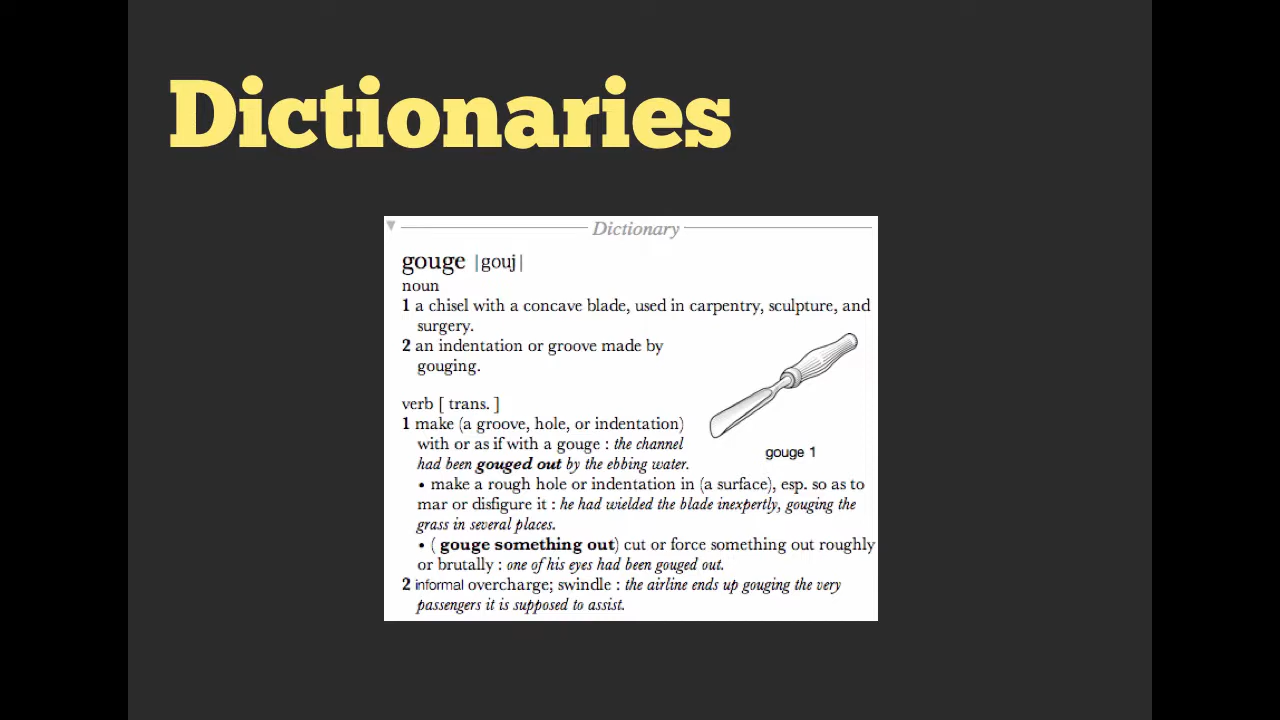 Dictionaries
Dictionary
gouge |gouj|
noun
1 a chisel with a concave blade, used in carpentry, sculpture, and
surgery.
2 an indentation or groove made by
gouging.
verb [ trans. ]
1 make (a groove, hole, or indentation)
with or as if with a gouge : the channel
had been gouged out by the ebbing water.
gouge 1
• make a rough hole or indentation in (a surface), esp. so as to
mar or disfigure it : he had wielded the blade inexpertly, gouging the
grass in several places.
• ( gouge something out) cut or force something out roughly
or brutally : one of his eyes had been gouged out.
2 informal overcharge; swindle : the airline ends up gouging the very
passengers it is supposed to assist.